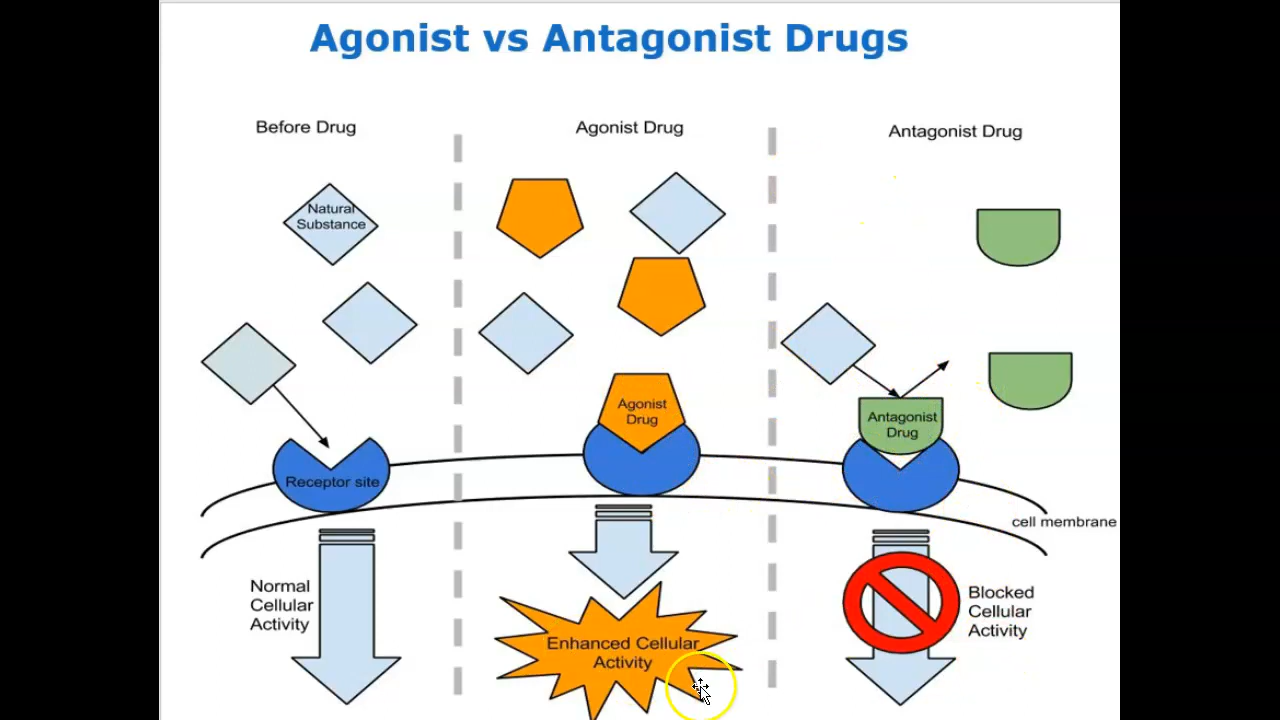 Agonist vs Antagonist Drugs
Before Drug
Agonist Drug
Antagonist Drug
Natural
Substance
Agonist
Drug
Antagonist
Drug
Receptor site
cell membrane
Normal
Cellular
Activity
Enhanced Cellular
Activity
Blocked
Cellular
Activity